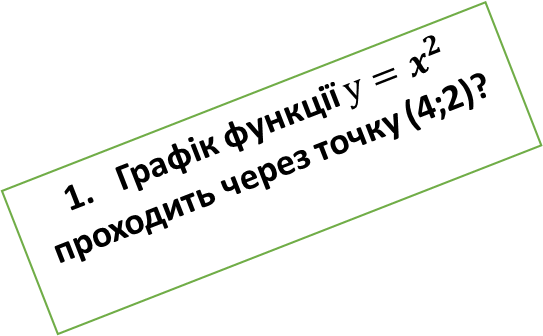 1. Графік функції y = x²
проходить через точку (4;2)?